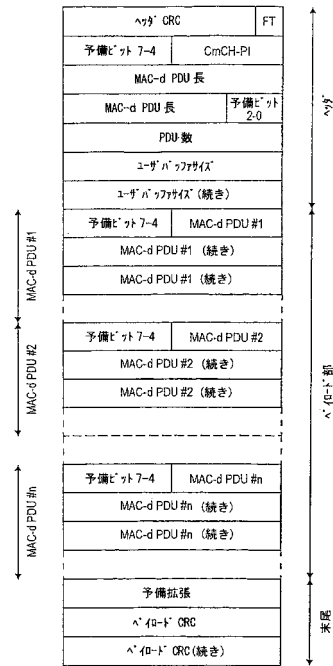 ヘッダ CRC FT
予備ビット 7-4 CmCH-PI
MAC-d PDU 長
MAC-d PDU 長 予備ビット 2-0
PDU 数
ユーザバッファサイズ
ユーザバッファサイズ (続き)
ヘッダ
予備ビット 7-4 MAC-d PDU #1
MAC-d PDU #1 (続き)
MAC-d PDU #1 (続き)
MAC-d PDU #1
予備ビット 7-4 MAC-d PDU #2
MAC-d PDU #2 (続き)
MAC-d PDU #2 (続き)
MAC-d PDU #2
予備ビット 7-4 MAC-d PDU #n
MAC-d PDU #n (続き)
MAC-d PDU #n (続き)
MAC-d PDU #n
ペイロード部
予備拡張
ペイロード CRC
ペイロード CRC (続き)
末尾